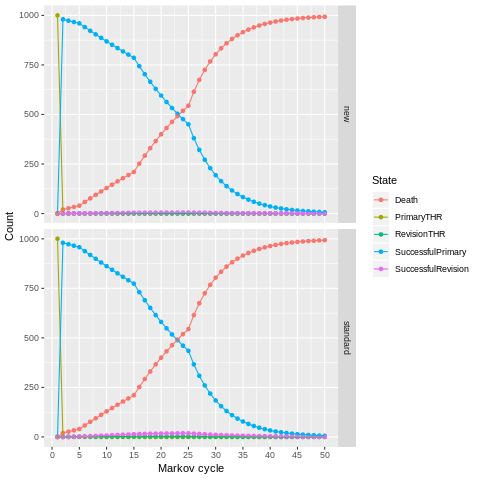 1000
750
500
250
0
new
1000
750
500
250
0
standard
0 5 10 15 20 25 30 35 40 45 50
Markov cycle
Count
State
Death
PrimaryTHR
RevisionTHR
SuccessfulPrimary
SuccessfulRevision